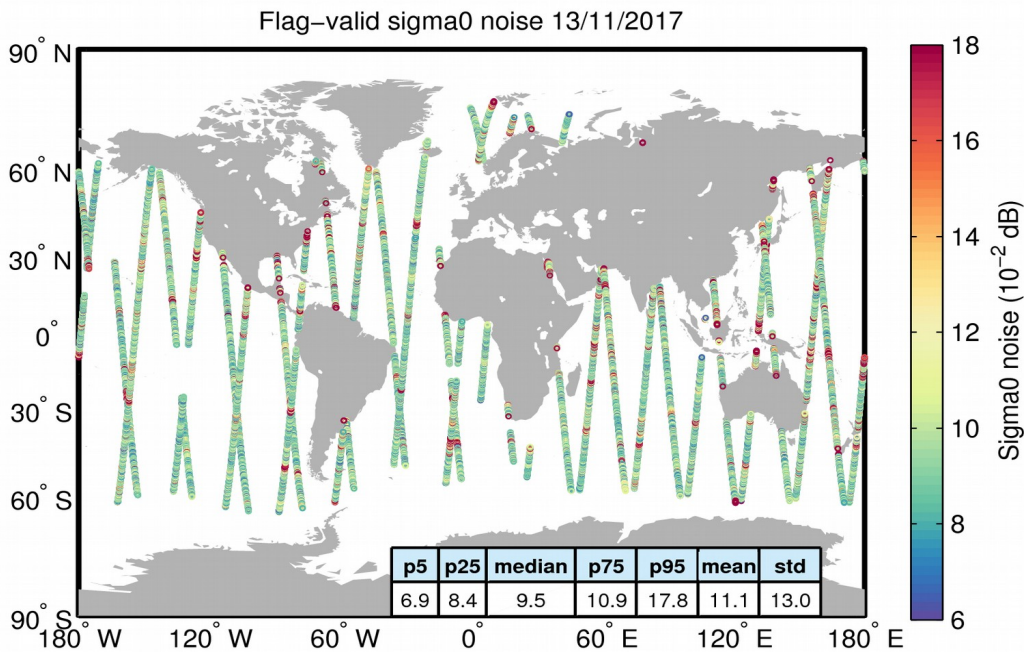 Flag−valid sigma0 noise 13/11/2017
90° N
60° N
30° N
0°
30° S
60° S
90° S
180° W
120° W
60° W
0°
60° E
120° E
180° E
p5 p25 median p75 p95 mean std
6.9 8.4 9.5 10.9 17.8 11.1 13.0
18
16
14
12
10
8
6
Sigma0 noise (10⁻² dB)